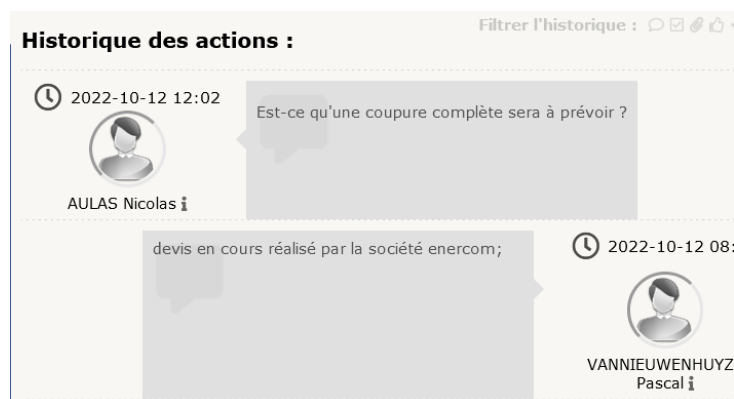 Filtrer l'historique :
Historique des actions :
2022-10-12 12:02
Est-ce qu'une coupure complète sera à prévoir ?
AULAS Nicolas
devis en cours réalisé par la société enercom;
2022-10-12 08:
VANNIEUWENHUYZ
Pascal